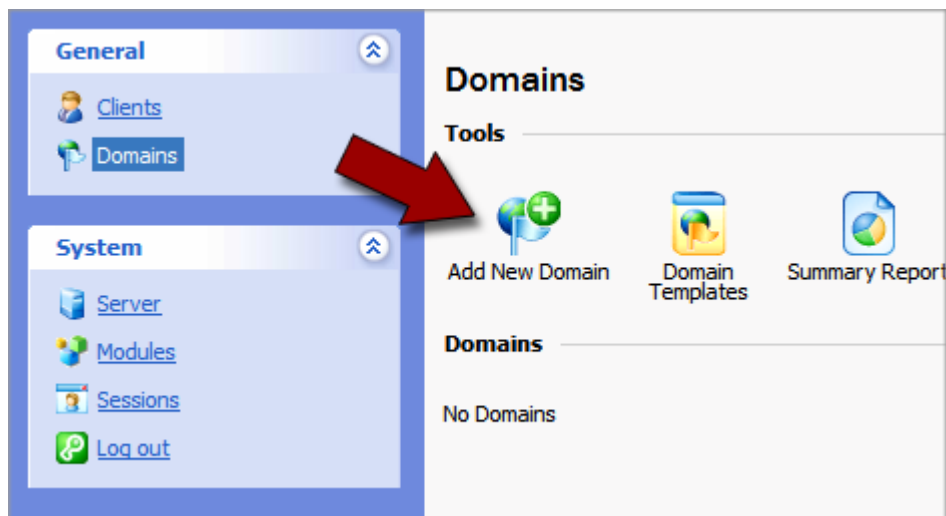 General
Clients
Domains
System
Server
Modules
Sessions
Log out
Domains
Tools
Add New Domain
Domain
Templates
Summary Report
Domains
No Domains